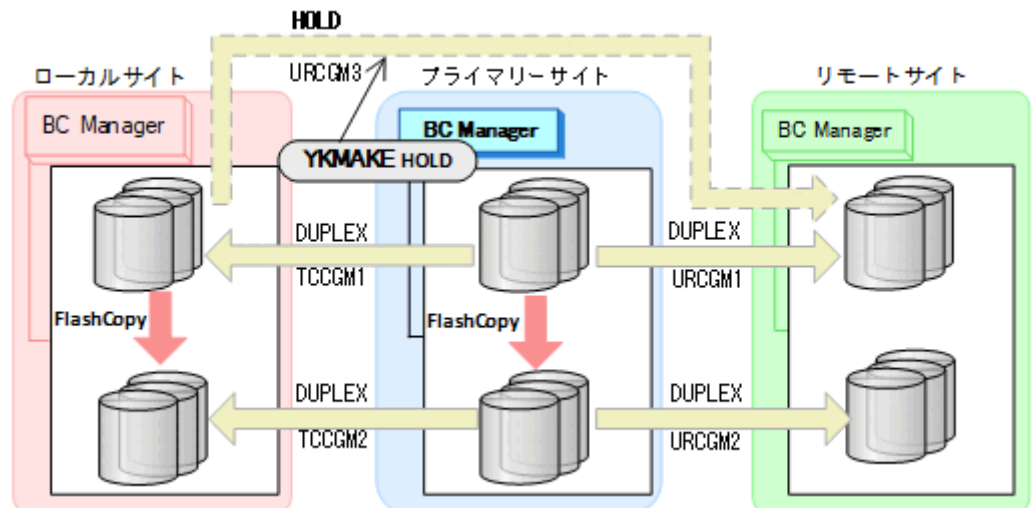 HOLD
URCGM3
ローカルサイト
プライマリーサイト
リモートサイト
BC Manager
BC Manager
BC Manager
YKMAKE HOLD
DUPLEX
TCCGM1
DUPLEX
URCGM1
FlashCopy
FlashCopy
DUPLEX
TCCGM2
DUPLEX
URCGM2